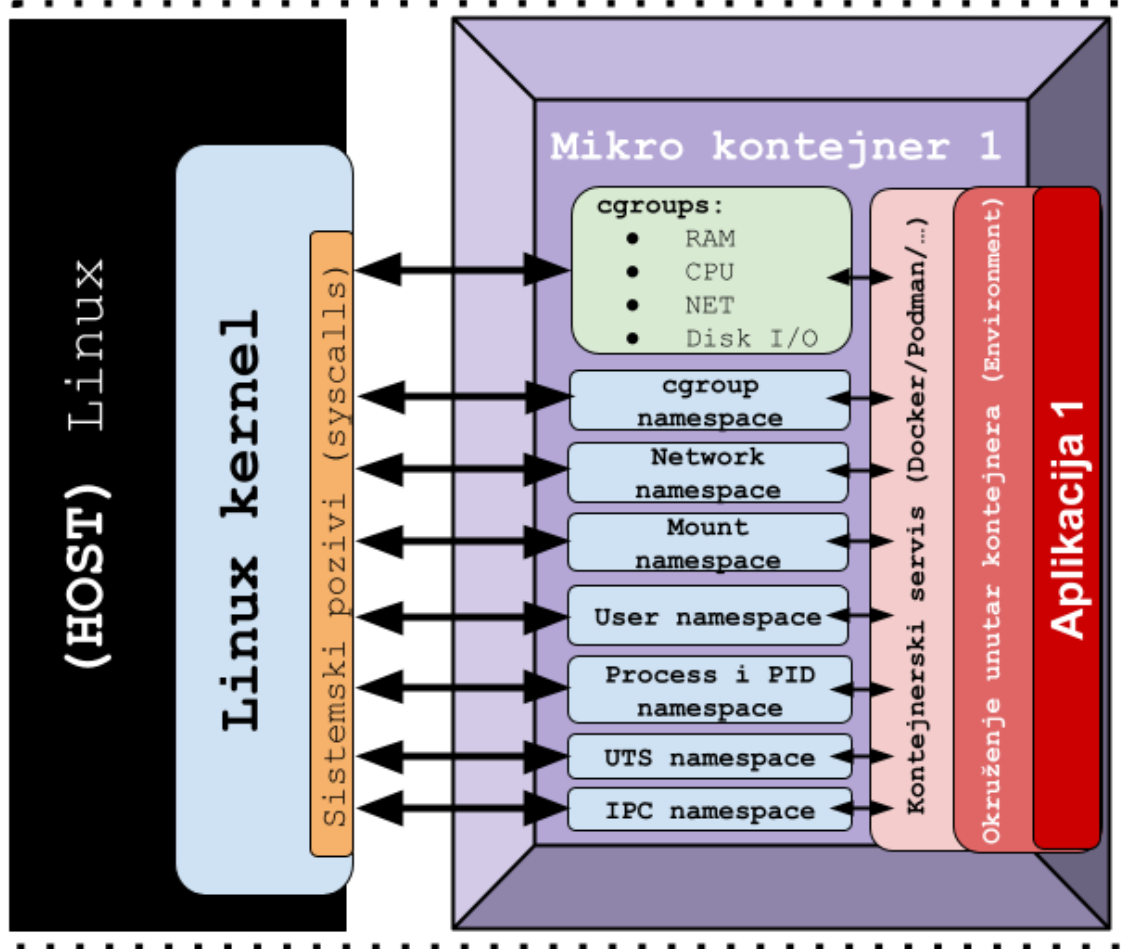 (HOST) Linux
Linux kernel
Sistemski pozivi (syscalls)
Mikro kontejner 1
cgroups:
● RAM
● CPU
● NET
● Disk I/O
cgroup
namespace
Network
namespace
Mount
namespace
User namespace
Process i PID
namespace
UTS namespace
IPC namespace
Kontejnerski servis (Docker/Podman/…)
Okruženje unutar kontejnera (Environment)
Aplikacija 1